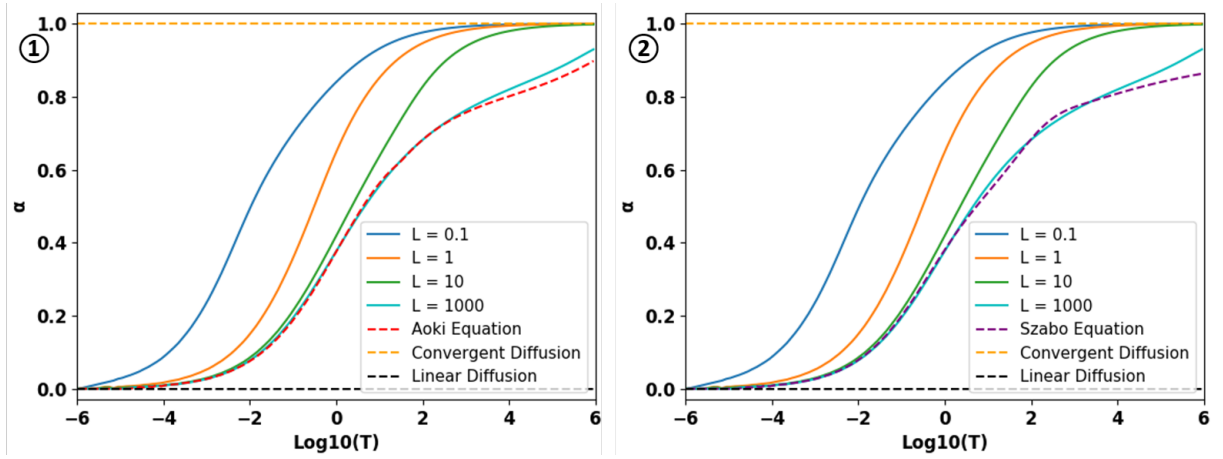 ①
1.0
0.8
0.6
0.4
0.2
0.0
α
−6
−4
−2
0
2
4
6
Log10(T)
L = 0.1
L = 1
L = 10
L = 1000
Aoki Equation
Convergent Diffusion
Linear Diffusion
②
1.0
0.8
0.6
0.4
0.2
0.0
α
−6
−4
−2
0
2
4
6
Log10(T)
L = 0.1
L = 1
L = 10
L = 1000
Szabo Equation
Convergent Diffusion
Linear Diffusion